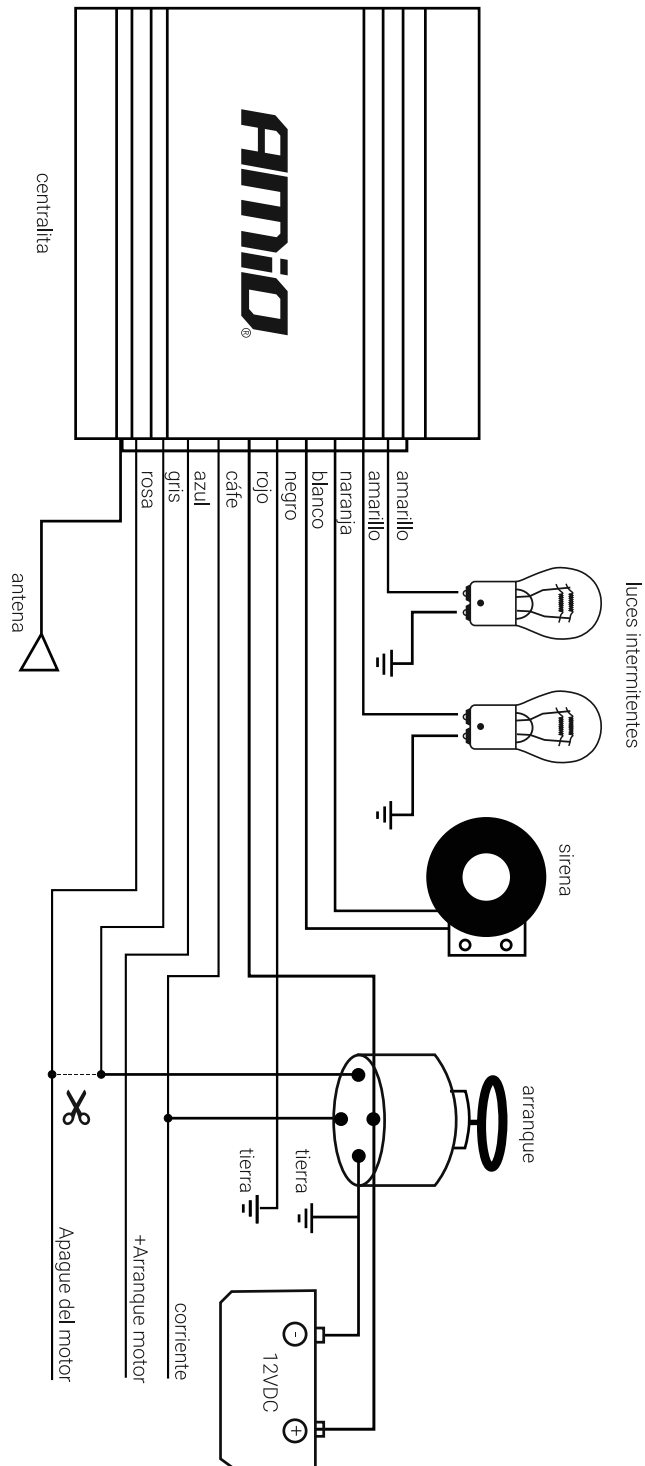 AMiO®
centralita
antena
rosa
gris
azul
cáfe
rojo
negro
blanco
naranja
amarillo
amarillo
luces intermitentes
sirena
arranque
tierra
tierra
12VDC
-
+
corriente
+Arranque motor
Apague del motor